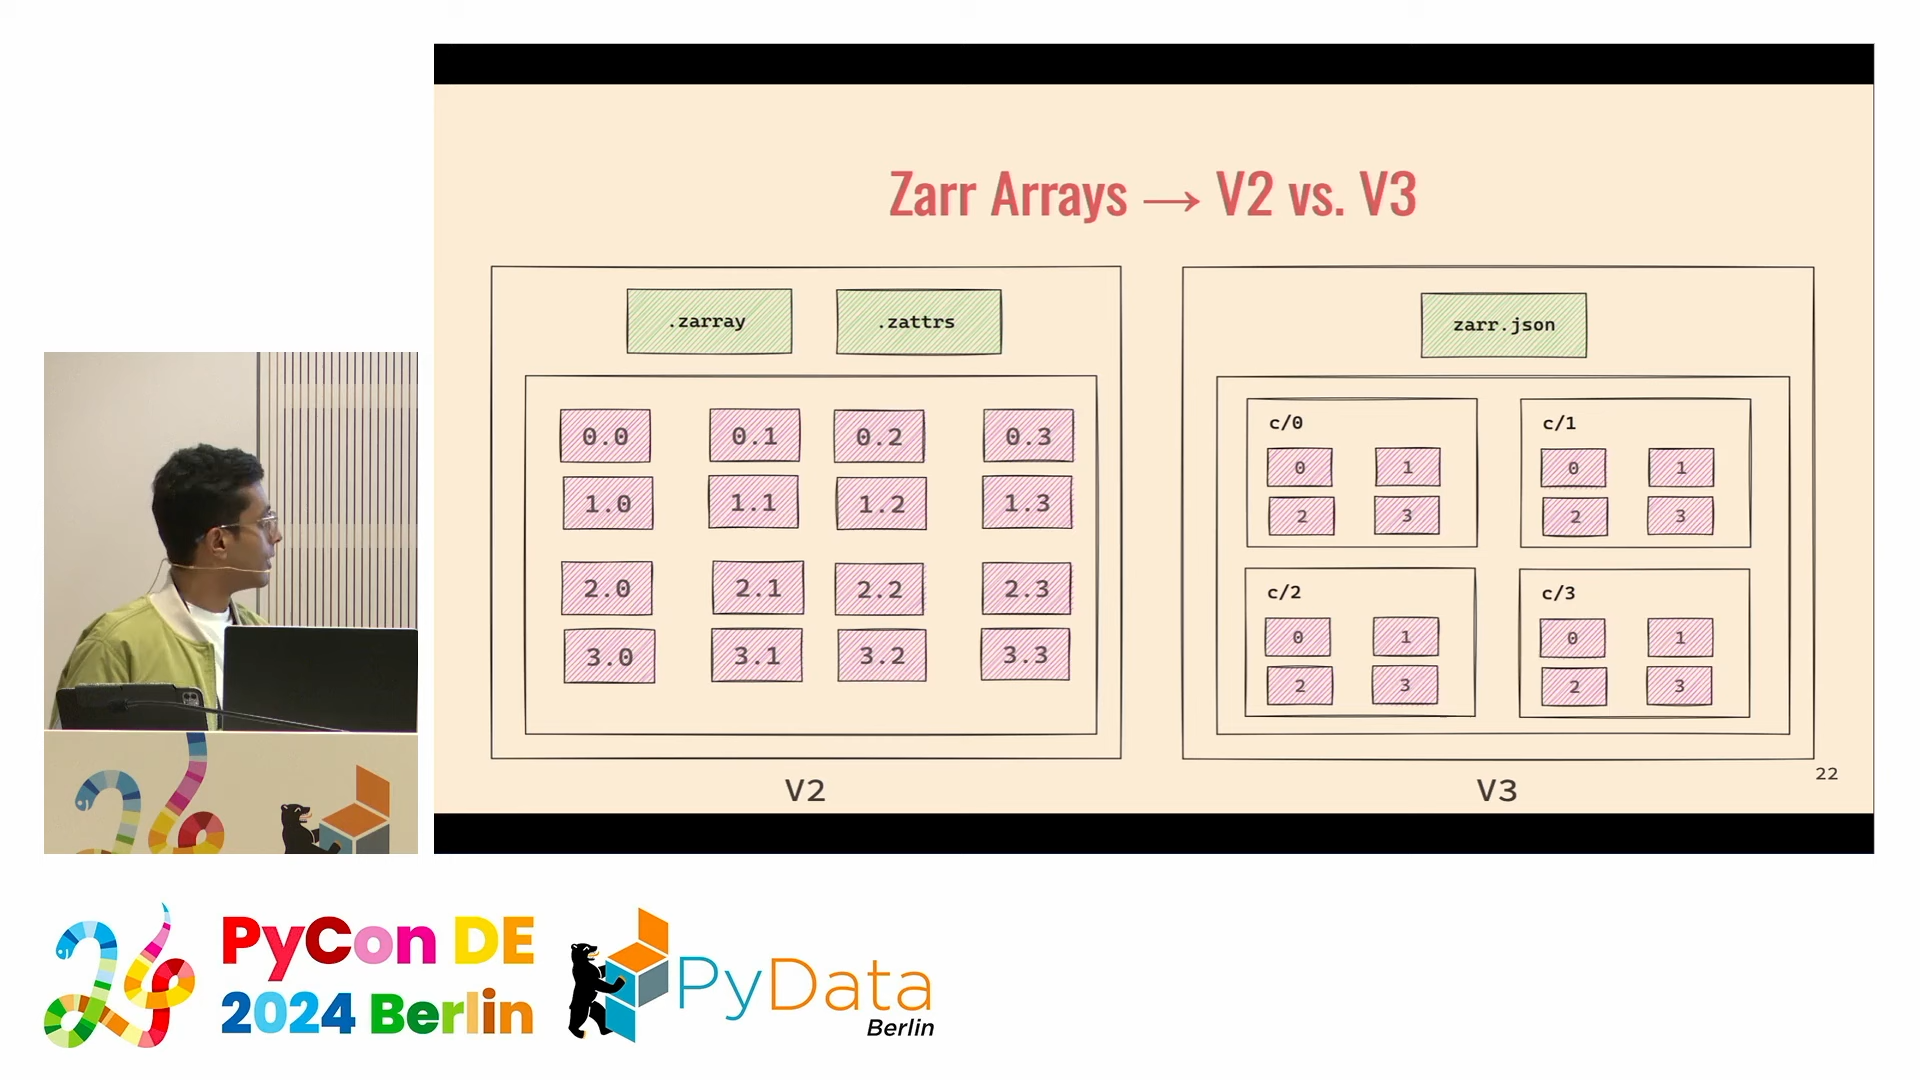 Zarr Arrays → V2 vs. V3
.zarray .zattrs
0.0 0.1 0.2 0.3
1.0 1.1 1.2 1.3
2.0 2.1 2.2 2.3
3.0 3.1 3.2 3.3
V2
zarr.json
c/0
0 1
2 3
c/1
0 1
2 3
c/2
0 1
2 3
c/3
0 1
2 3
V3
22
PyCon DE
2024 Berlin
PyData
Berlin